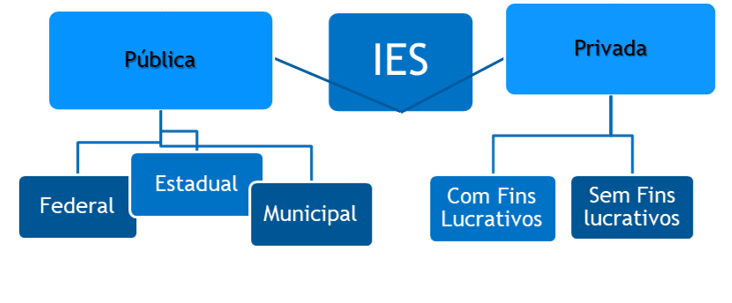 Pública
IES
Privada
Federal
Estadual
Municipal
Com Fins
Lucrativos
Sem Fins
lucrativos